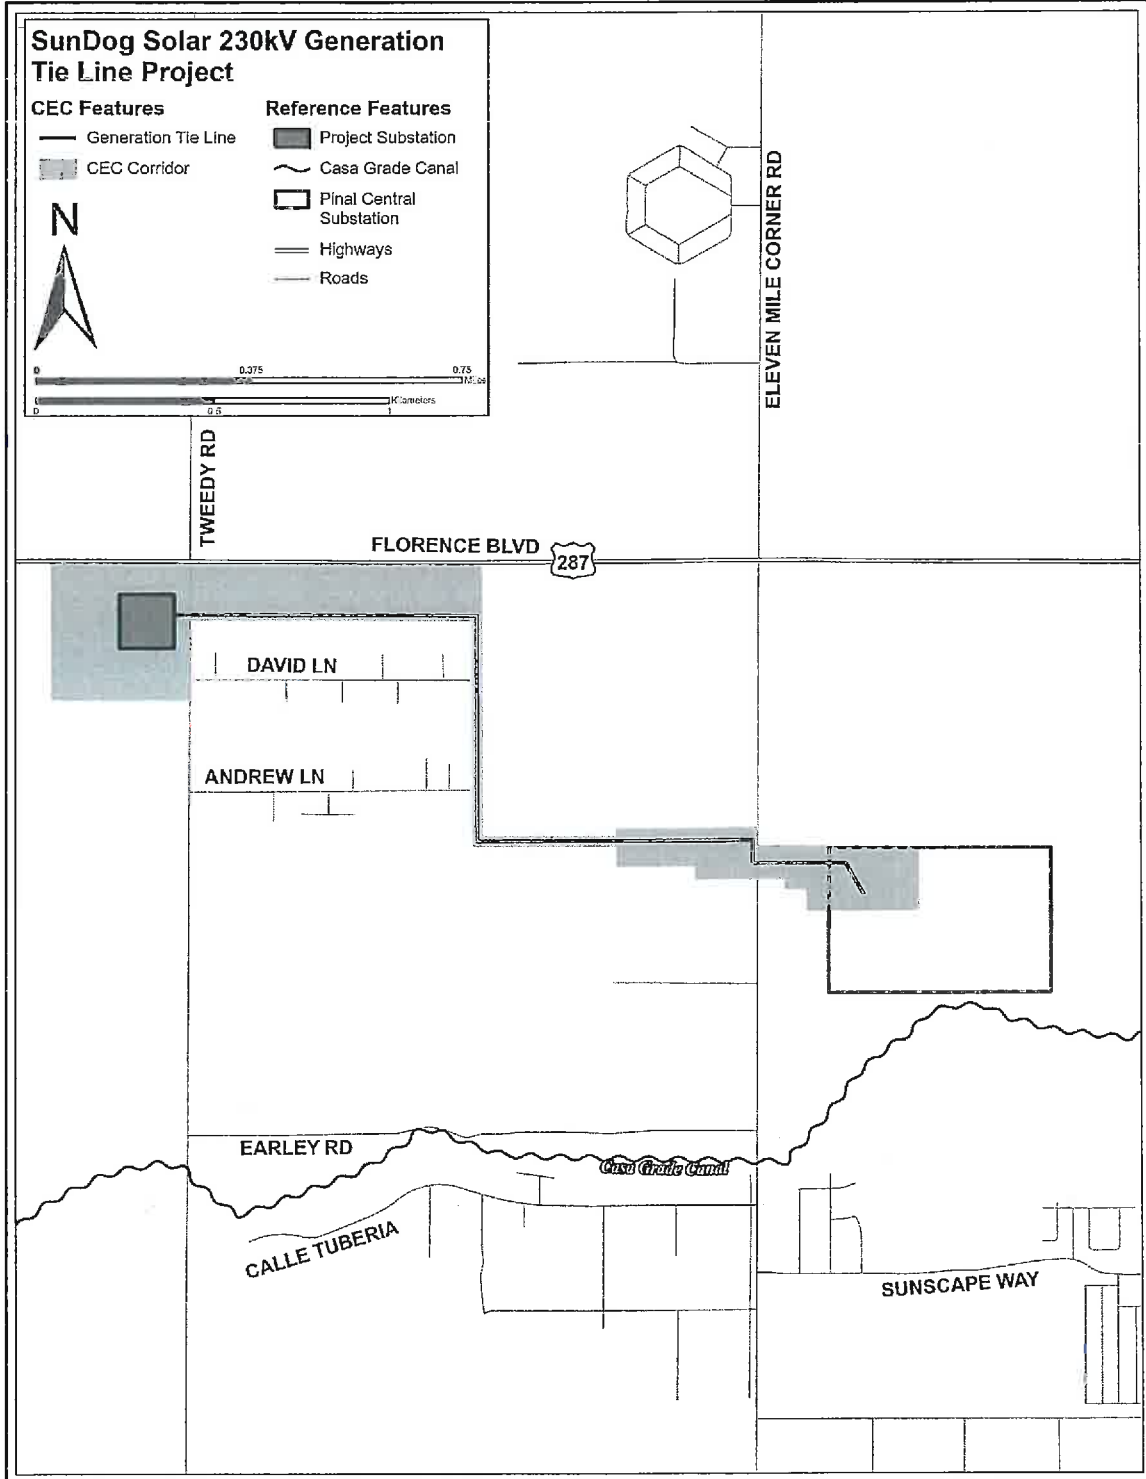 SunDog Solar 230kV Generation
Tie Line Project
CEC Features
Generation Tie Line
CEC Corridor
Reference Features
Project Substation
Casa Grade Canal
Pinal Central
Substation
Highways
Roads
N
0 0.375 0.75
Miles
Kilometers
0 0.5 1
ELEVEN MILE CORNER RD
TWEEDY RD
FLORENCE BLVD
287
DAVID LN
ANDREW LN
EARLEY RD
Casa Grade Canal
CALLE TUBERIA
SUNSCAPE WAY